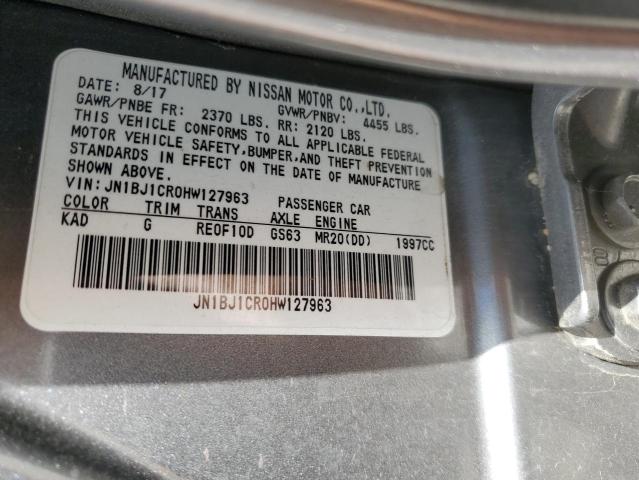 MANUFACTURED BY NISSAN MOTOR CO.,LTD.
DATE: 8/17 GVWR/PNBV: 4455 LBS.
GAWR/PNBE FR: 2370 LBS. RR: 2120 LBS.
THIS VEHICLE CONFORMS TO ALL APPLICABLE FEDERAL
MOTOR VEHICLE SAFETY,BUMPER,AND THEFT PREVENTION
STANDARDS IN EFFECT ON THE DATE OF MANUFACTURE
SHOWN ABOVE.
VIN:JN1BJ1CR0HW127963 PASSENGER CAR
COLOR TRIM TRANS AXLE ENGINE
KAD G RE0F10D GS63 MR20(DD) 1997CC
JN1BJ1CR0HW127963